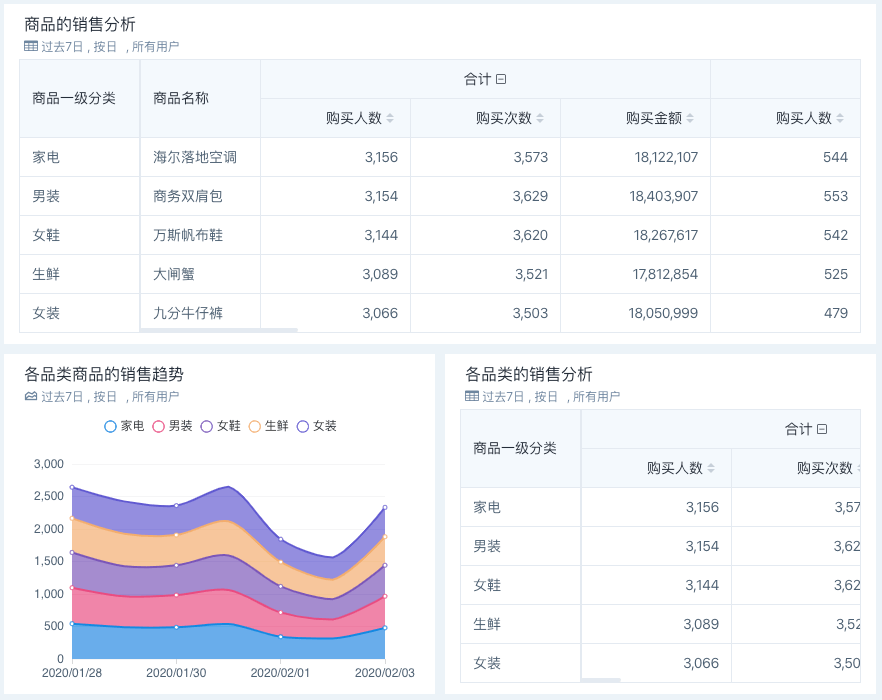 商品的销售分析
过去7日 , 按日 , 所有用户
商品一级分类 商品名称 合计
购买人数 购买次数 购买金额 购买人数
家电 海尔落地空调 3,156 3,573 18,122,107 544
男装 商务双肩包 3,154 3,629 18,403,907 553
女鞋 万斯帆布鞋 3,144 3,620 18,267,617 542
生鲜 大闸蟹 3,089 3,521 17,812,854 525
女装 九分牛仔裤 3,066 3,503 18,050,999 479
各品类商品的销售趋势
过去7日 , 按日 , 所有用户
家电 男装 女鞋 生鲜 女装
3,000
2,500
2,000
1,500
1,000
500
0
2020/01/28 2020/01/30 2020/02/01 2020/02/03
各品类的销售分析
过去7日 , 按日 , 所有用户
商品一级分类 合计
购买人数 购买次数
家电 3,156 3,57
男装 3,154 3,62
女鞋 3,144 3,62
生鲜 3,089 3,52
女装 3,066 3,50